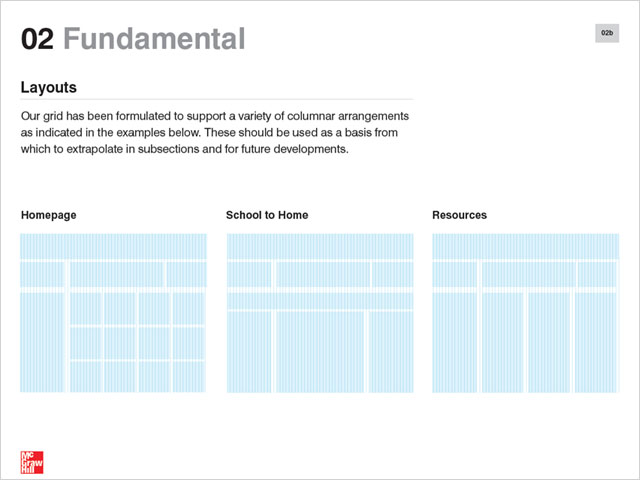 02 Fundamental
02b
Layouts
Our grid has been formulated to support a variety of columnar arrangements
as indicated in the examples below. These should be used as a basis from
which to extrapolate in subsections and for future developments.
Homepage
School to Home
Resources
Mc
Graw
Hill